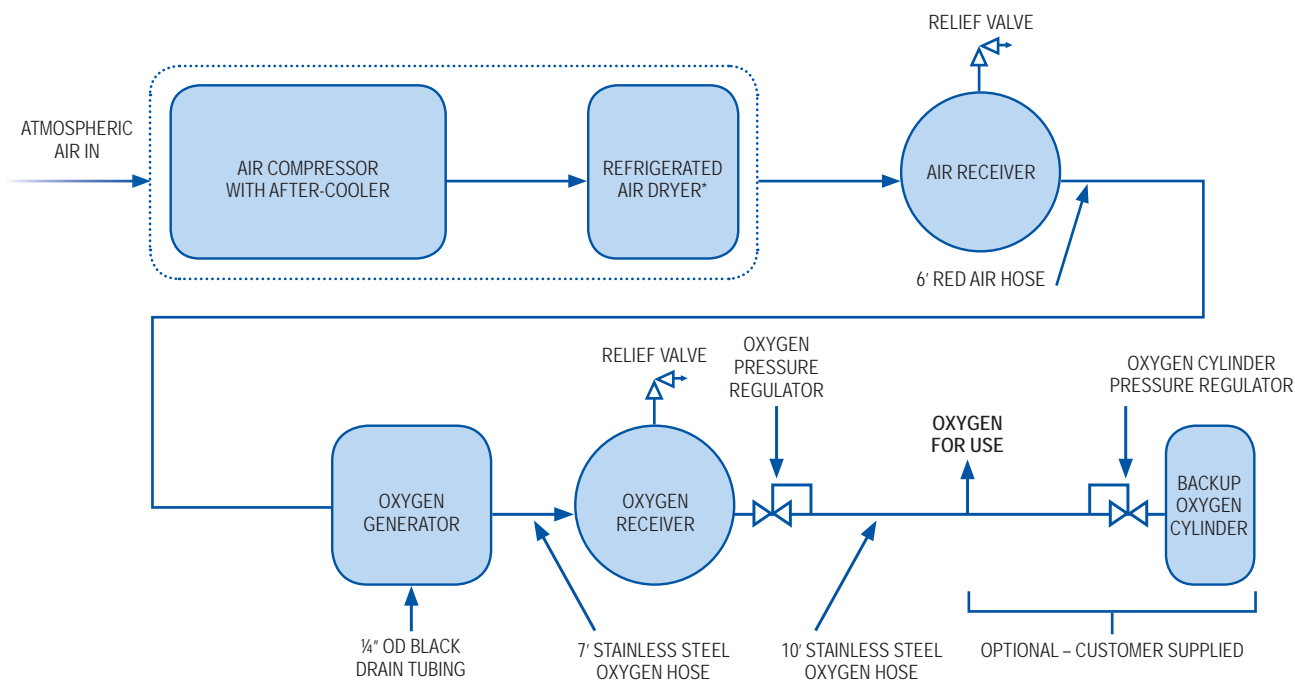 RELIEF VALVE
ATMOSPHERIC
AIR IN
AIR COMPRESSOR
WITH AFTER-COOLER
REFRIGERATED
AIR DRYER*
AIR RECEIVER
6′ RED AIR HOSE
RELIEF VALVE
OXYGEN
PRESSURE
REGULATOR
OXYGEN CYLINDER
PRESSURE REGULATOR
OXYGEN
FOR USE
OXYGEN
GENERATOR
OXYGEN
RECEIVER
BACKUP
OXYGEN
CYLINDER
¼″ OD BLACK
DRAIN TUBING
7′ STAINLESS STEEL
OXYGEN HOSE
10′ STAINLESS STEEL
OXYGEN HOSE
OPTIONAL – CUSTOMER SUPPLIED